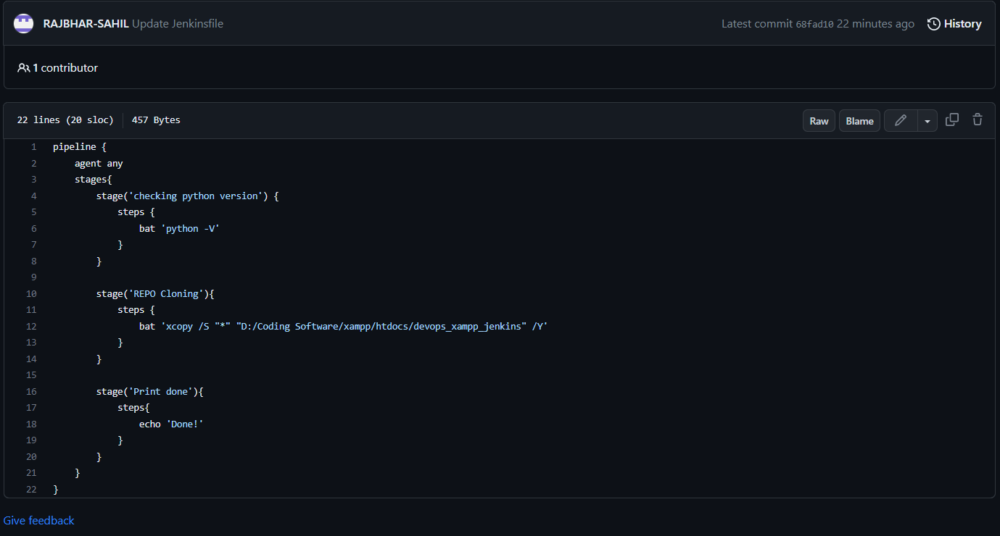 RAJBHAR-SAHIL Update Jenkinsfile
Latest commit 68fad10 22 minutes ago
History
1 contributor
22 lines (20 sloc)
457 Bytes
Raw
Blame
1 pipeline {
2     agent any
3     stages{
4         stage('checking python version') {
5             steps {
6                 bat 'python -V'
7             }
8         }
9
10         stage('REPO Cloning'){
11             steps {
12                 bat 'xcopy /S "*" "D:/Coding Software/xampp/htdocs/devops_xampp_jenkins" /Y'
13             }
14         }
15
16         stage('Print done'){
17             steps{
18                 echo 'Done!'
19             }
20         }
21     }
22 }
Give feedback